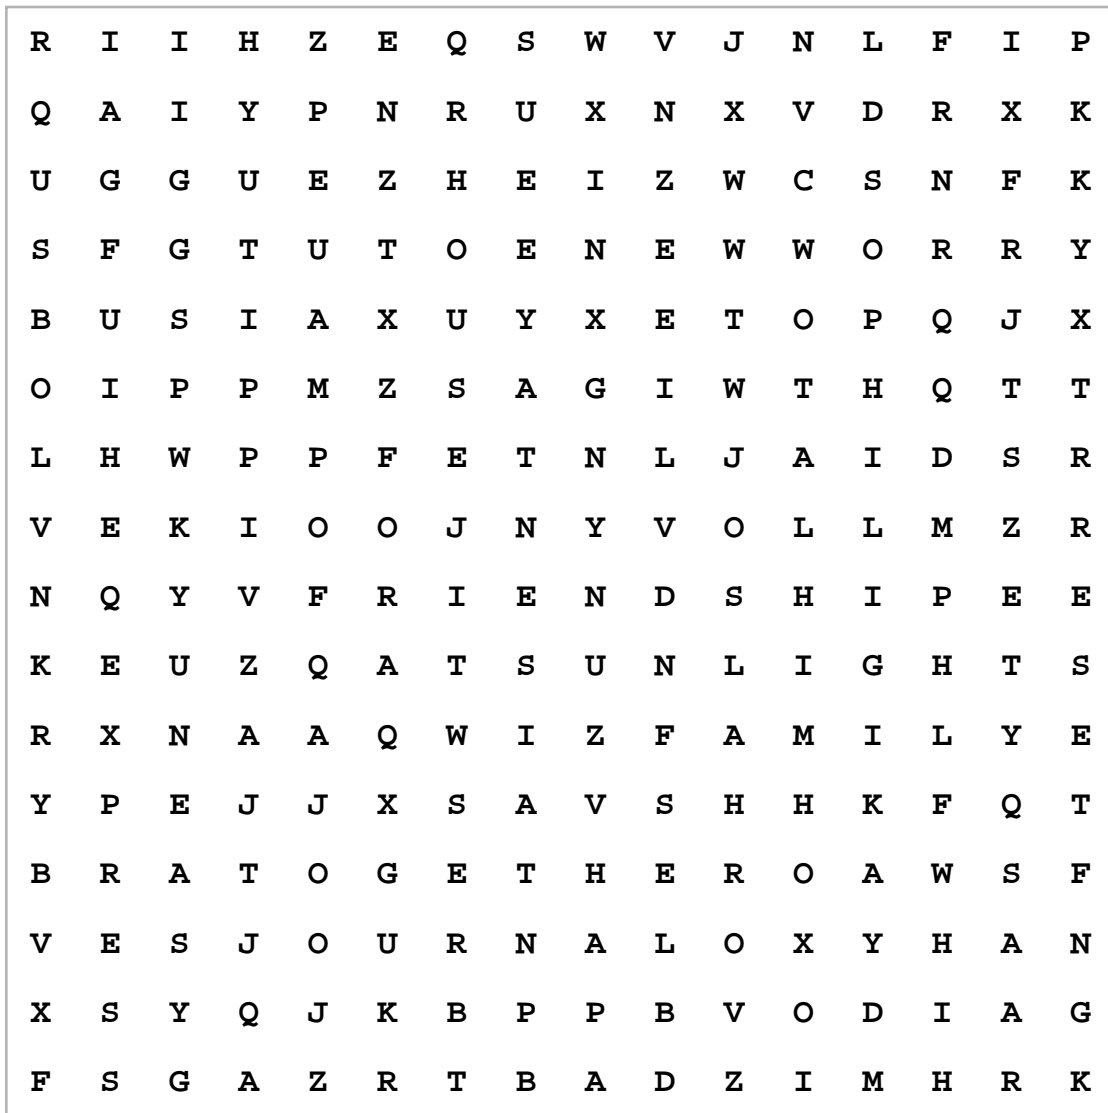 R I I H Z E Q S W V J N L F I P
Q A I Y P N R U X N X V D R X K
U G G U E Z H E I Z W C S N F K
S F G T U T O E N E W W O R R Y
B U S I A X U Y X E T O P Q J X
O I P P M Z S A G I W T H Q T T
L H W P P F E T N L J A I D S R
V E K I O O J N Y V O L L M Z R
N Q Y V F R I E N D S H I P E E
K E U Z Q A T S U N L I G H T S
R X N A A Q W I Z F A M I L Y E
Y P E J J X S A V S H H K F Q T
B R A T O G E T H E R O A W S F
V E S J O U R N A L O X Y H A N
X S Y Q J K B P P B V O D I A G
F S G A Z R T B A D Z I M H R K